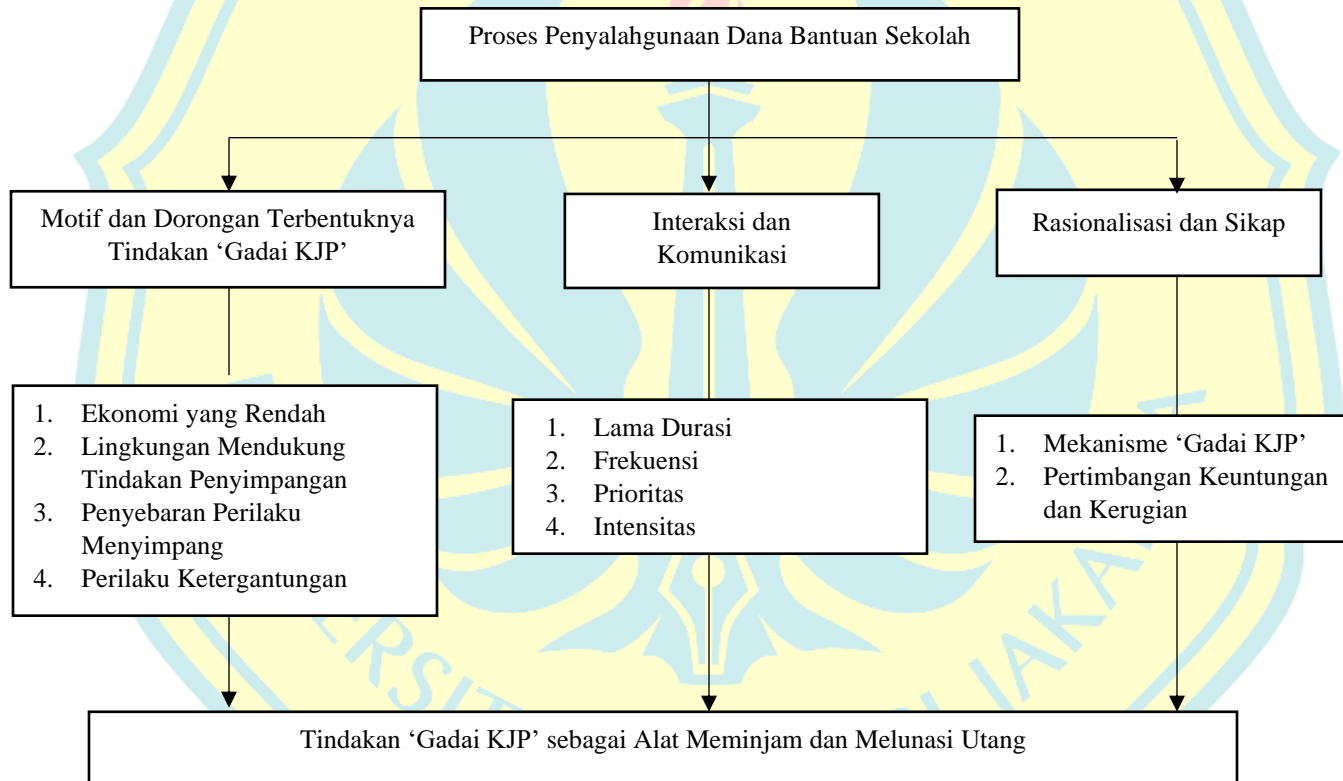 Proses Penyalahgunaan Dana Bantuan Sekolah
Motif dan Dorongan Terbentuknya
Tindakan ‘Gadai KJP’
Interaksi dan
Komunikasi
Rasionalisasi dan Sikap
1. Ekonomi yang Rendah
2. Lingkungan Mendukung
Tindakan Penyimpangan
3. Penyebaran Perilaku
Menyimpang
4. Perilaku Ketergantungan
1. Lama Durasi
2. Frekuensi
3. Prioritas
4. Intensitas
1. Mekanisme ‘Gadai KJP’
2. Pertimbangan Keuntungan
dan Kerugian
Tindakan ‘Gadai KJP’ sebagai Alat Meminjam dan Melunasi Utang